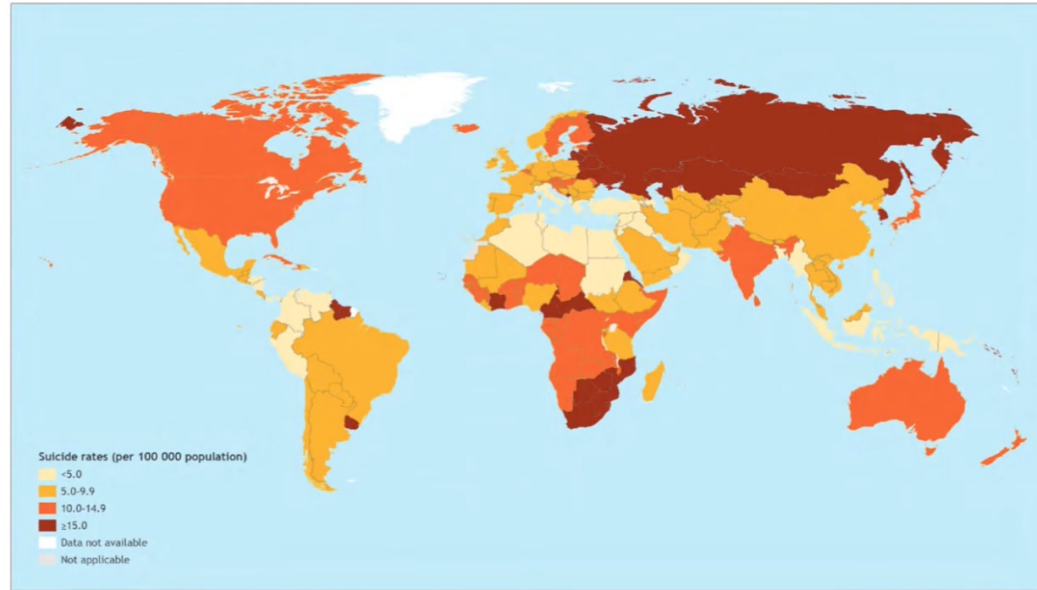 Suicide rates (per 100 000 population)
<5.0
5.0-9.9
10.0-14.9
≥15.0
Data not available
Not applicable